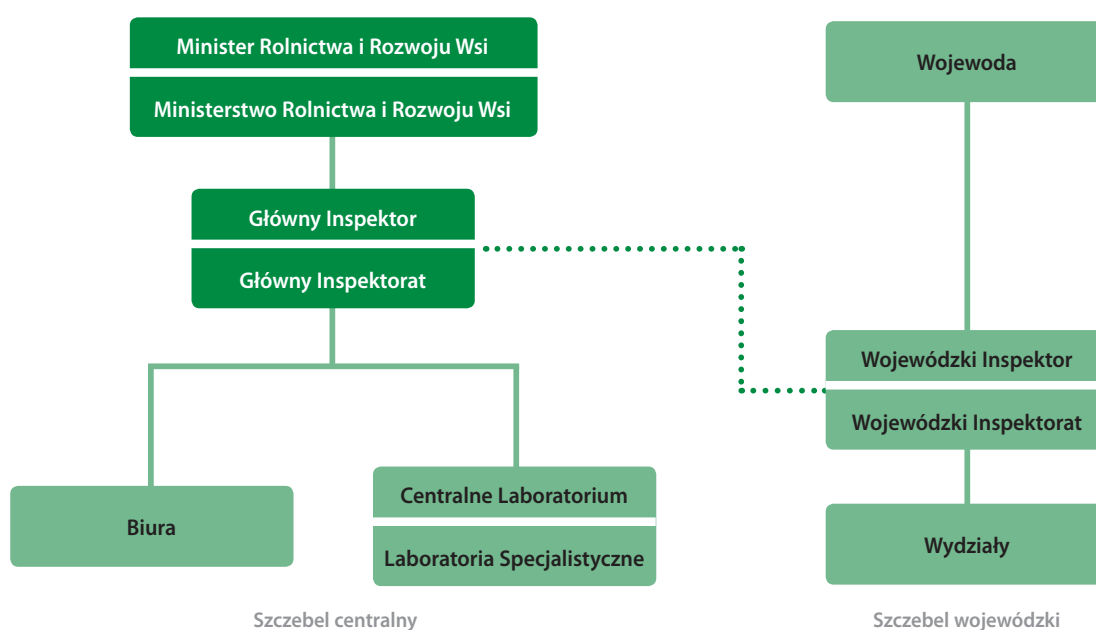 Minister Rolnictwa i Rozwoju Wsi
Ministerstwo Rolnictwa i Rozwoju Wsi
Główny Inspektor
Główny Inspektorat
Biura
Centralne Laboratorium
Laboratoria Specjalistyczne
Szczebel centralny
Wojewoda
Wojewódzki Inspektor
Wojewódzki Inspektorat
Wydziały
Szczebel wojewódzki